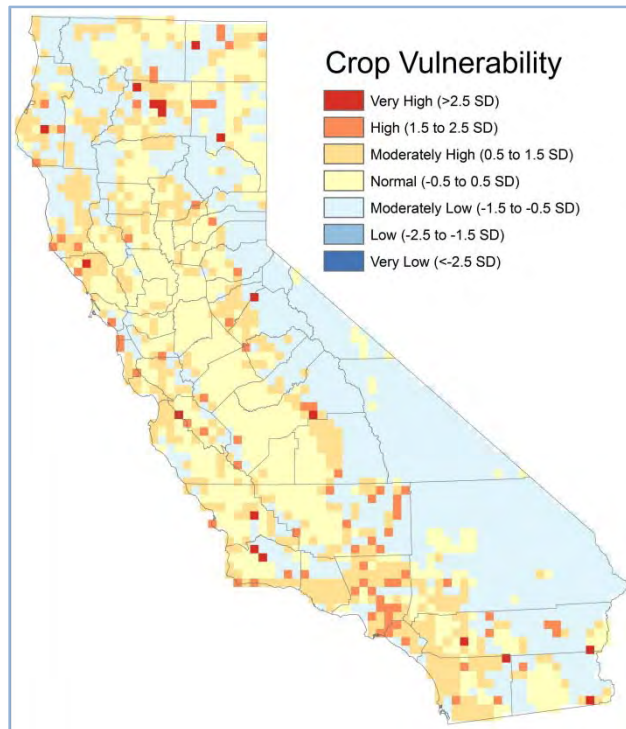 Crop Vulnerability
Very High (>2.5 SD)
High (1.5 to 2.5 SD)
Moderately High (0.5 to 1.5 SD)
Normal (-0.5 to 0.5 SD)
Moderately Low (-1.5 to -0.5 SD)
Low (-2.5 to -1.5 SD)
Very Low (<-2.5 SD)